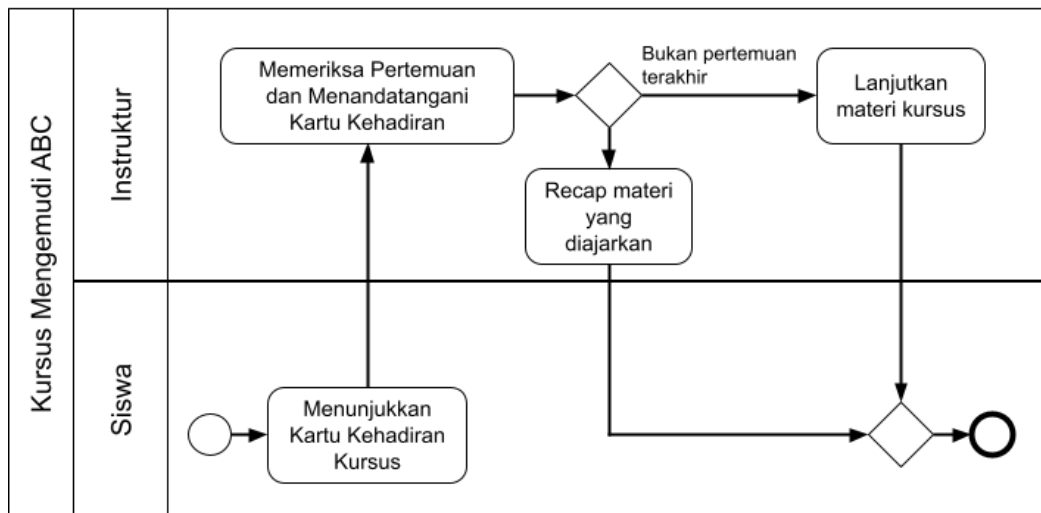 Kursus Mengemudi ABC
Instruktur
Memeriksa Pertemuan
dan Menandatangani
Kartu Kehadiran
Bukan pertemuan
terakhir
Lanjutkan
materi kursus
Recap materi
yang
diajarkan
Siswa
Menunjukkan
Kartu Kehadiran
Kursus